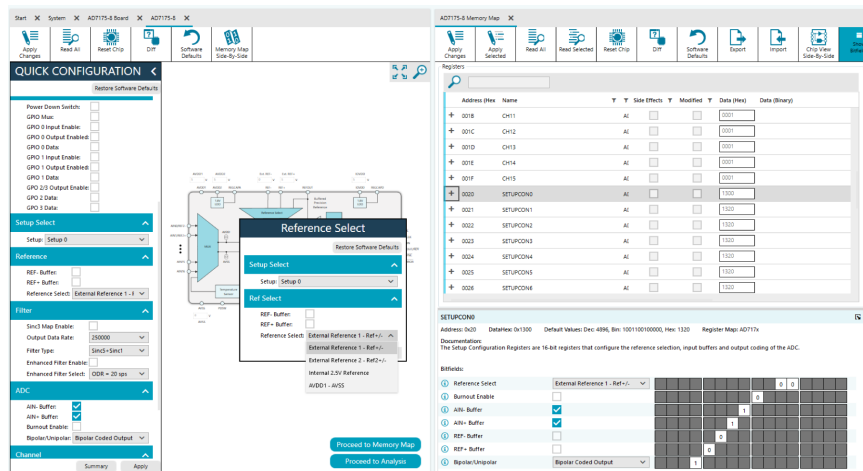 Start ✕ System ✕ AD7175-8 Board ✕ AD7175-8 ✕
Apply Changes
Read All
Reset Chip
Diff
Software Defaults
Memory Map Side-By-Side
QUICK CONFIGURATION
Restore Software Defaults
Power Down Switch:
GPIO Mux:
GPIO 0 Input Enable:
GPIO 0 Output Enabled:
GPIO 0 Data:
GPIO 1 Input Enable:
GPIO 1 Output Enabled:
GPIO 1 Data:
GPIO 2/3 Output Enable:
GPIO 2 Data:
GPIO 3 Data:
Setup Select
Setup: Setup 0
Reference
REF- Buffer:
REF+ Buffer:
Reference Select: External Reference 1 - F
Filter
Sinc3 Map Enable:
Output Data Rate: 250000
Filter Type: Sinc5+Sinc1
Enhanced Filter Enable:
Enhanced Filter Select: ODR = 20 sps
ADC
AIN- Buffer:
AIN+ Buffer:
Burnout Enable:
Bipolar/Unipolar: Bipolar Coded Output
Channel
Summary Apply
Reference Select
Restore Software Defaults
Setup Select
Setup: Setup 0
Ref Select
REF- Buffer:
REF+ Buffer:
Reference Select: External Reference 1 - Ref+/-
External Reference 1 - Ref+/-
External Reference 2 - Ref2+/-
Internal 2.5V Reference
AVDD1 - AVSS
Proceed to Memory Map
Proceed to Analysis
AD7175-8 Memory Map ✕
Apply Changes
Apply Selected
Read All
Read Selected
Reset Chip
Diff
Software Defaults
Export
Import
Chip View Side-By-Side
Registers
Address (Hex Name Side Effects Modified Data (Hex) Data (Binary)
+ 001B CH11 AI 0001
+ 001C CH12 AI 0001
+ 001D CH13 AI 0001
+ 001E CH14 AI 0001
+ 001F CH15 AI 0001
+ 0020 SETUPCON0 AI 1300
+ 0021 SETUPCON1 AI 1320
+ 0022 SETUPCON2 AI 1320
+ 0023 SETUPCON3 AI 1320
+ 0024 SETUPCON4 AI 1320
+ 0025 SETUPCON5 AI 1320
+ 0026 SETUPCON6 AI 1320
SETUPCON0
Address: 0x20 DataHex: 0x1300 Default Values: Dec: 4896, Bin: 1001100100000, Hex: 1320 Register Map: AD717x
Documentation:
The Setup Configuration Registers are 16-bit registers that configure the reference selection, input buffers and output coding of the ADC.
Bitfields:
Reference Select External Reference 1 - Ref+/- 0 0
Burnout Enable 0
AIN- Buffer 1
AIN+ Buffer 1
REF- Buffer 0
REF+ Buffer 0
Bipolar/Unipolar Bipolar Coded Output 1